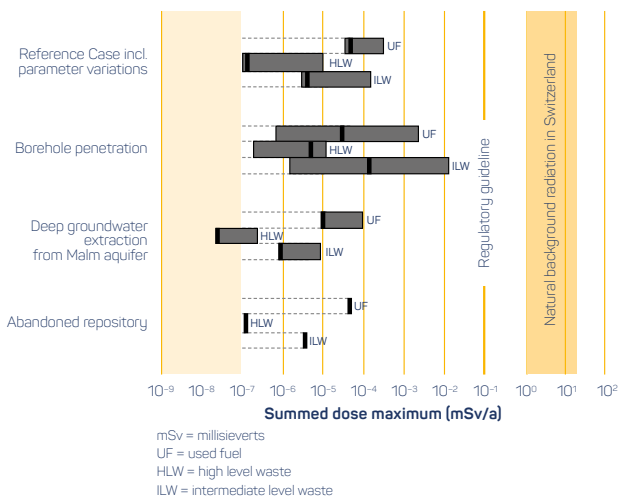 Reference Case incl.
parameter variations
UF
HLW
ILW
Borehole penetration
UF
HLW
ILW
Deep groundwater
extraction
from Malm aquifer
UF
HLW
ILW
Abandoned repository
UF
HLW
ILW
Regulatory guideline
Natural background radiation in Switzerland
10⁻⁹ 10⁻⁸ 10⁻⁷ 10⁻⁶ 10⁻⁵ 10⁻⁴ 10⁻³ 10⁻² 10⁻¹ 10⁰ 10¹ 10²
Summed dose maximum (mSv/a)
mSv = millisieverts
UF = used fuel
HLW = high level waste
ILW = intermediate level waste